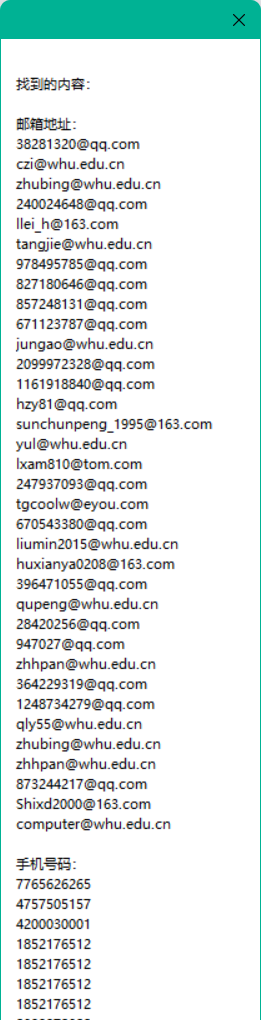 找到的内容:
邮箱地址:
38281320@qq.com
czi@whu.edu.cn
zhubing@whu.edu.cn
240024648@qq.com
llei_h@163.com
tangjie@whu.edu.cn
978495785@qq.com
827180646@qq.com
857248131@qq.com
671123787@qq.com
jungao@whu.edu.cn
2099972328@qq.com
1161918840@qq.com
hzy81@qq.com
sunchunpeng_1995@163.com
yul@whu.edu.cn
lxam810@tom.com
247937093@qq.com
tgcoolw@eyou.com
670543380@qq.com
liumin2015@whu.edu.cn
huxianya0208@163.com
396471055@qq.com
qupeng@whu.edu.cn
28420256@qq.com
947027@qq.com
zhhpan@whu.edu.cn
364229319@qq.com
1248734279@qq.com
qly55@whu.edu.cn
zhubing@whu.edu.cn
zhhpan@whu.edu.cn
873244217@qq.com
Shixd2000@163.com
computer@whu.edu.cn
手机号码:
7765626265
4757505157
4200030001
1852176512
1852176512
1852176512
1852176512